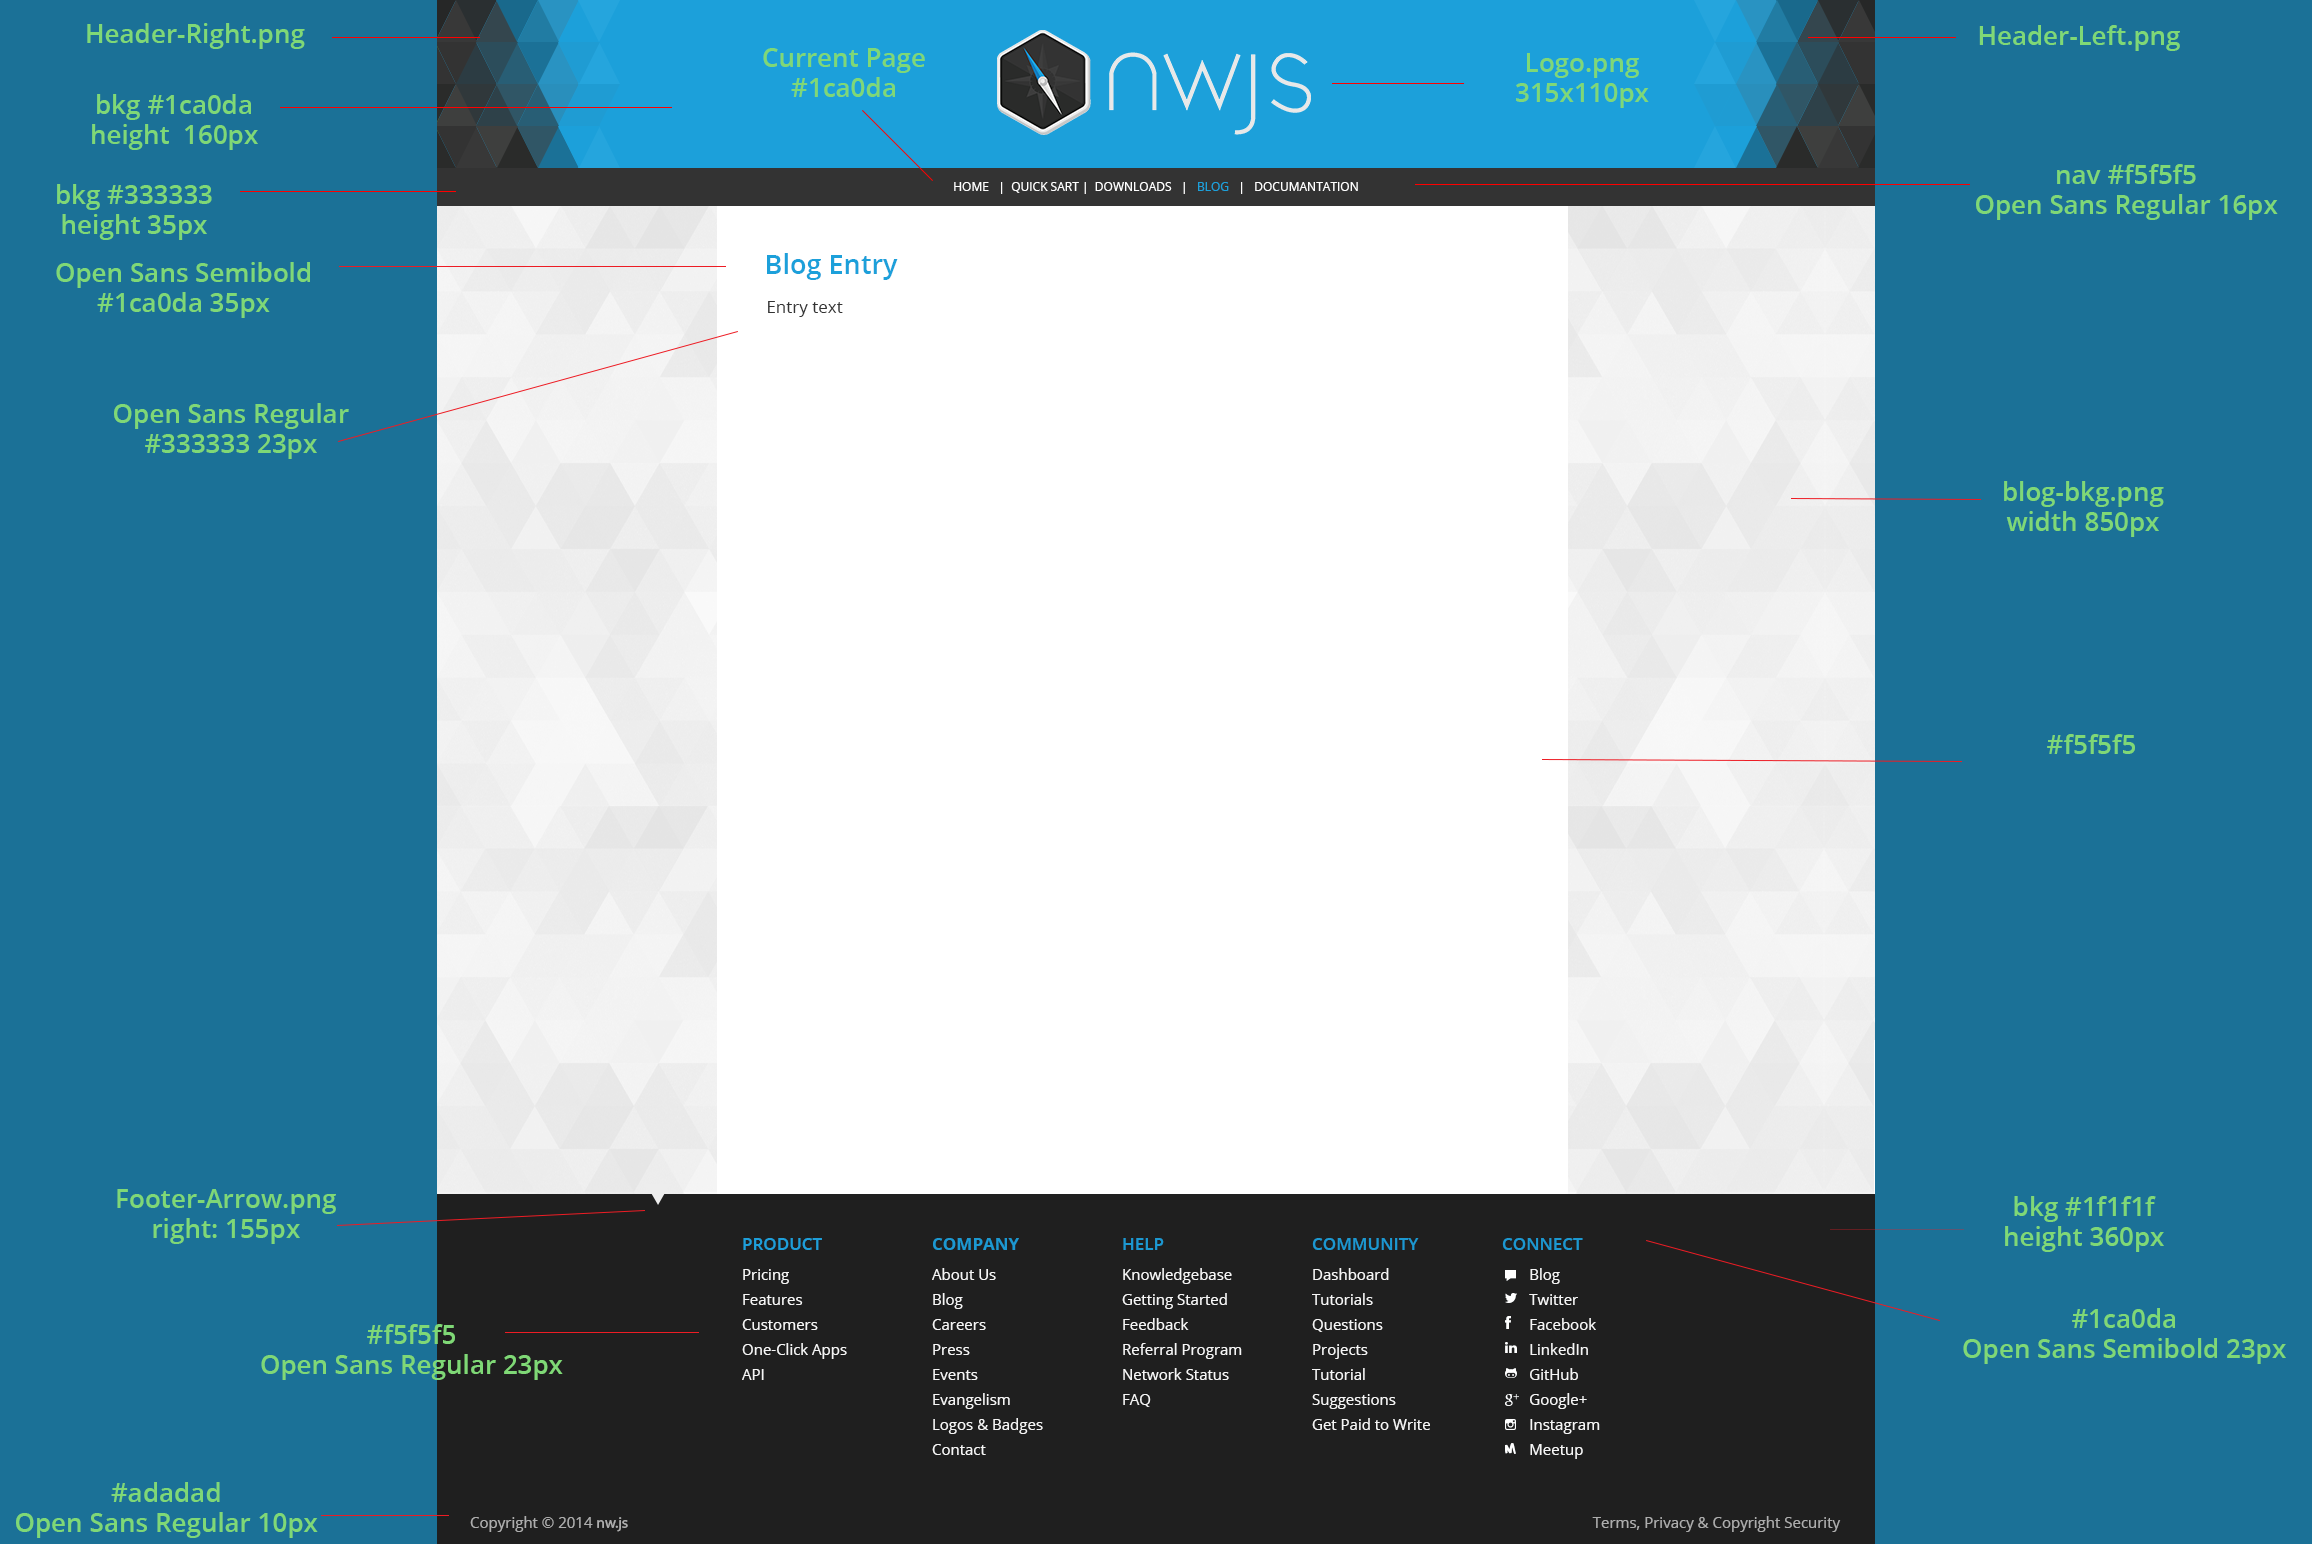 Header-Right.png
Header-Left.png
Current Page
#1ca0da
nwjs
Logo.png
315x110px
bkg #1ca0da
height  160px
bkg #333333
height 35px
HOME | QUICK SART | DOWNLOADS | BLOG | DOCUMANTATION
nav #f5f5f5
Open Sans Regular 16px
Open Sans Semibold
#1ca0da 35px
Blog Entry
Entry text
Open Sans Regular
#333333 23px
blog-bkg.png
width 850px
#f5f5f5
Footer-Arrow.png
right: 155px
bkg #1f1f1f
height 360px
PRODUCT
Pricing
Features
Customers
One-Click Apps
API
COMPANY
About Us
Blog
Careers
Press
Events
Evangelism
Logos & Badges
Contact
HELP
Knowledgebase
Getting Started
Feedback
Referral Program
Network Status
FAQ
COMMUNITY
Dashboard
Tutorials
Questions
Projects
Tutorial
Suggestions
Get Paid to Write
CONNECT
Blog
Twitter
Facebook
LinkedIn
GitHub
Google+
Instagram
Meetup
#f5f5f5
Open Sans Regular 23px
#1ca0da
Open Sans Semibold 23px
#adadad
Open Sans Regular 10px
Copyright © 2014 nw.js
Terms, Privacy & Copyright Security